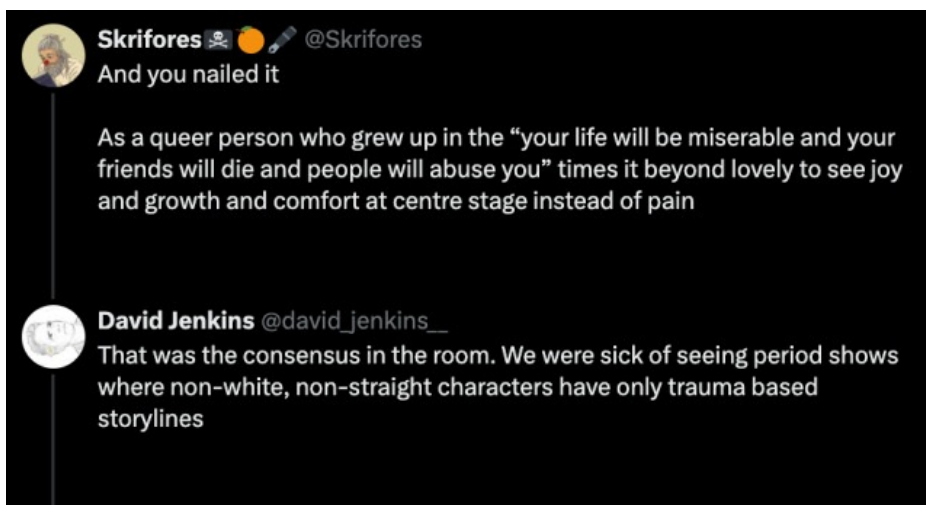 Skrifores🏴‍☠️🍊🔦 @Skrifores
And you nailed it
As a queer person who grew up in the “your life will be miserable and your
friends will die and people will abuse you” times it beyond lovely to see joy
and growth and comfort at centre stage instead of pain
David Jenkins @david_jenkins__
That was the consensus in the room. We were sick of seeing period shows
where non-white, non-straight characters have only trauma based
storylines